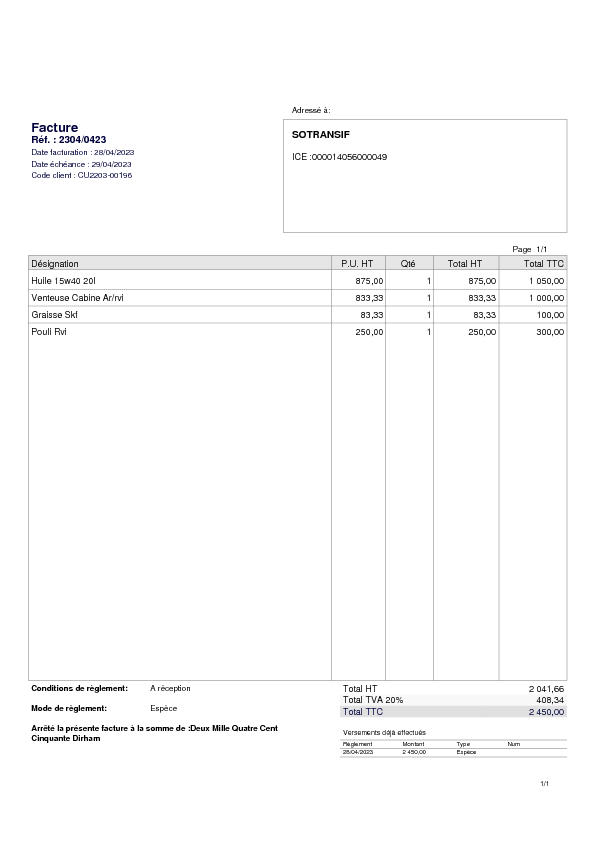 Adressé à:
Facture
Réf. : 2304/0423
Date facturation : 28/04/2023
Date échéance : 29/04/2023
Code client : CU2203-00196
SOTRANSIF
ICE :000014056000049
Page 1/1
Désignation P.U. HT Qté Total HT Total TTC
Huile 15w40 20l 875,00 1 875,00 1 050,00
Venteuse Cabine Ar/rvi 833,33 1 833,33 1 000,00
Graisse Skf 83,33 1 83,33 100,00
Pouli Rvi 250,00 1 250,00 300,00
Conditions de règlement: A réception
Mode de règlement: Espèce
Arrêté la présente facture à la somme de :Deux Mille Quatre Cent
Cinquante Dirham
Total HT 2 041,66
Total TVA 20% 408,34
Total TTC 2 450,00
Versements déjà effectués
Règlement Montant Type Num
28/04/2023 2 450,00 Espèce
1/1